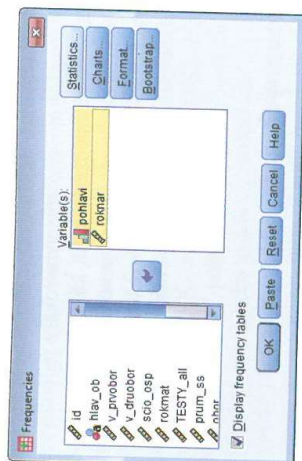 Frequencies
id
hlav_ob
v_prvobor
v_druobor
scio_osp
rokmat
TESTY_all
prum_ss
obor
Variable(s):
pohlavi
roknar
Statistics...
Charts...
Format...
Bootstrap...
Display frequency tables
OK
Paste
Reset
Cancel
Help